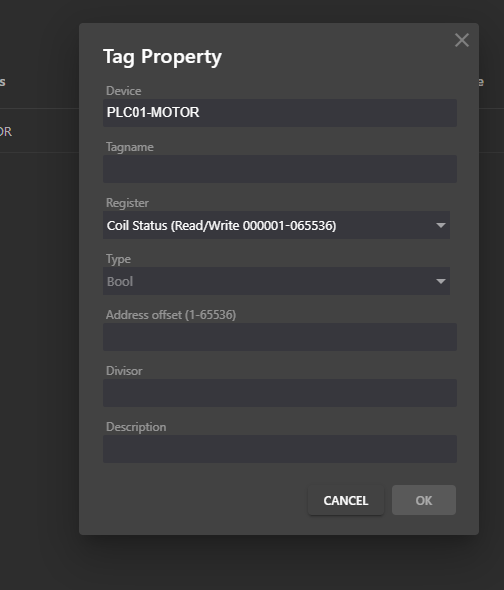 s
e
Tag Property
Device
PLC01-MOTOR
OR
Tagname
Register
Coil Status (Read/Write 000001-065536)
Type
Bool
Address offset (1-65536)
Divisor
Description
CANCEL
OK